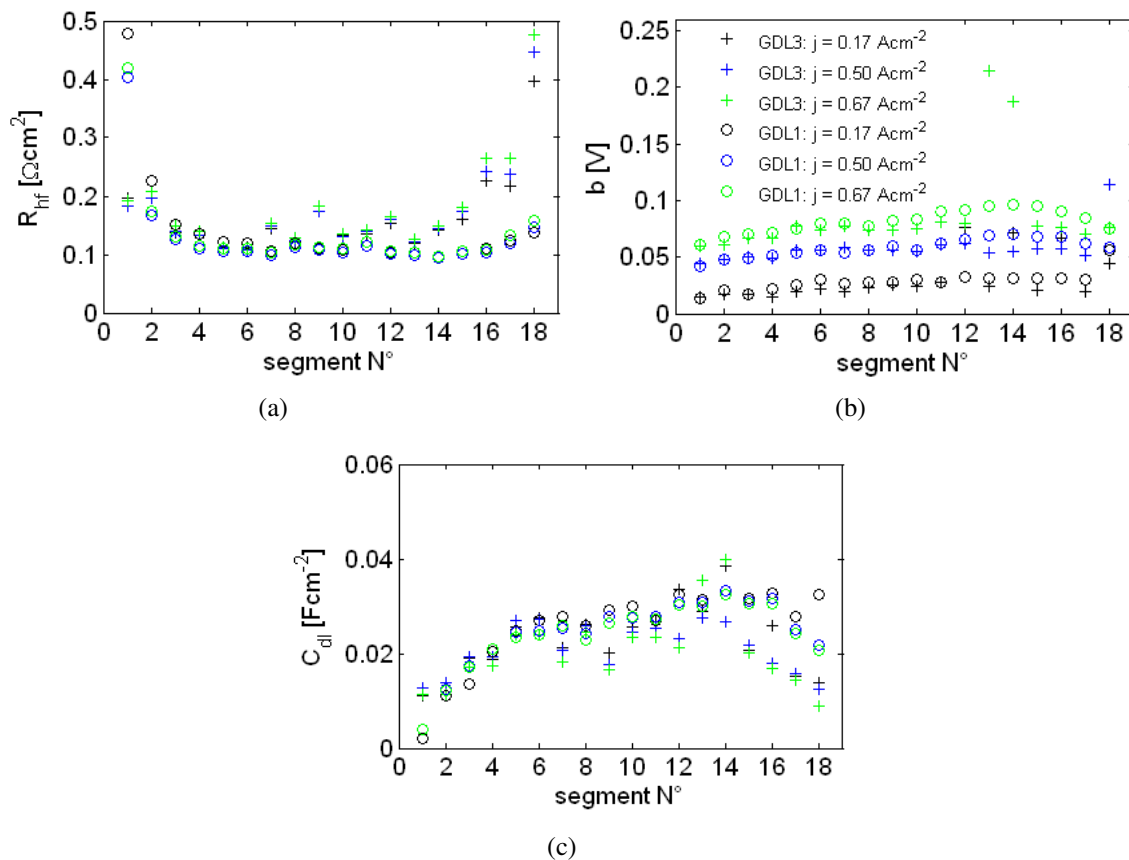 0.5
0.4
0.3
0.2
0.1
0
R_hf [Ωcm²]
0 2 4 6 8 10 12 14 16 18
segment N°
(a)
0.26
0.25
0.2
0.15
0.1
0.05
0
b [V]
GDL3: j = 0.17 Acm⁻²
GDL3: j = 0.50 Acm⁻²
GDL3: j = 0.67 Acm⁻²
GDL1: j = 0.17 Acm⁻²
GDL1: j = 0.50 Acm⁻²
GDL1: j = 0.67 Acm⁻²
0 2 4 6 8 10 12 14 16 18
segment N°
(b)
0.06
0.04
0.02
0
C_dl [Fcm⁻²]
0 2 4 6 8 10 12 14 16 18
segment N°
(c)